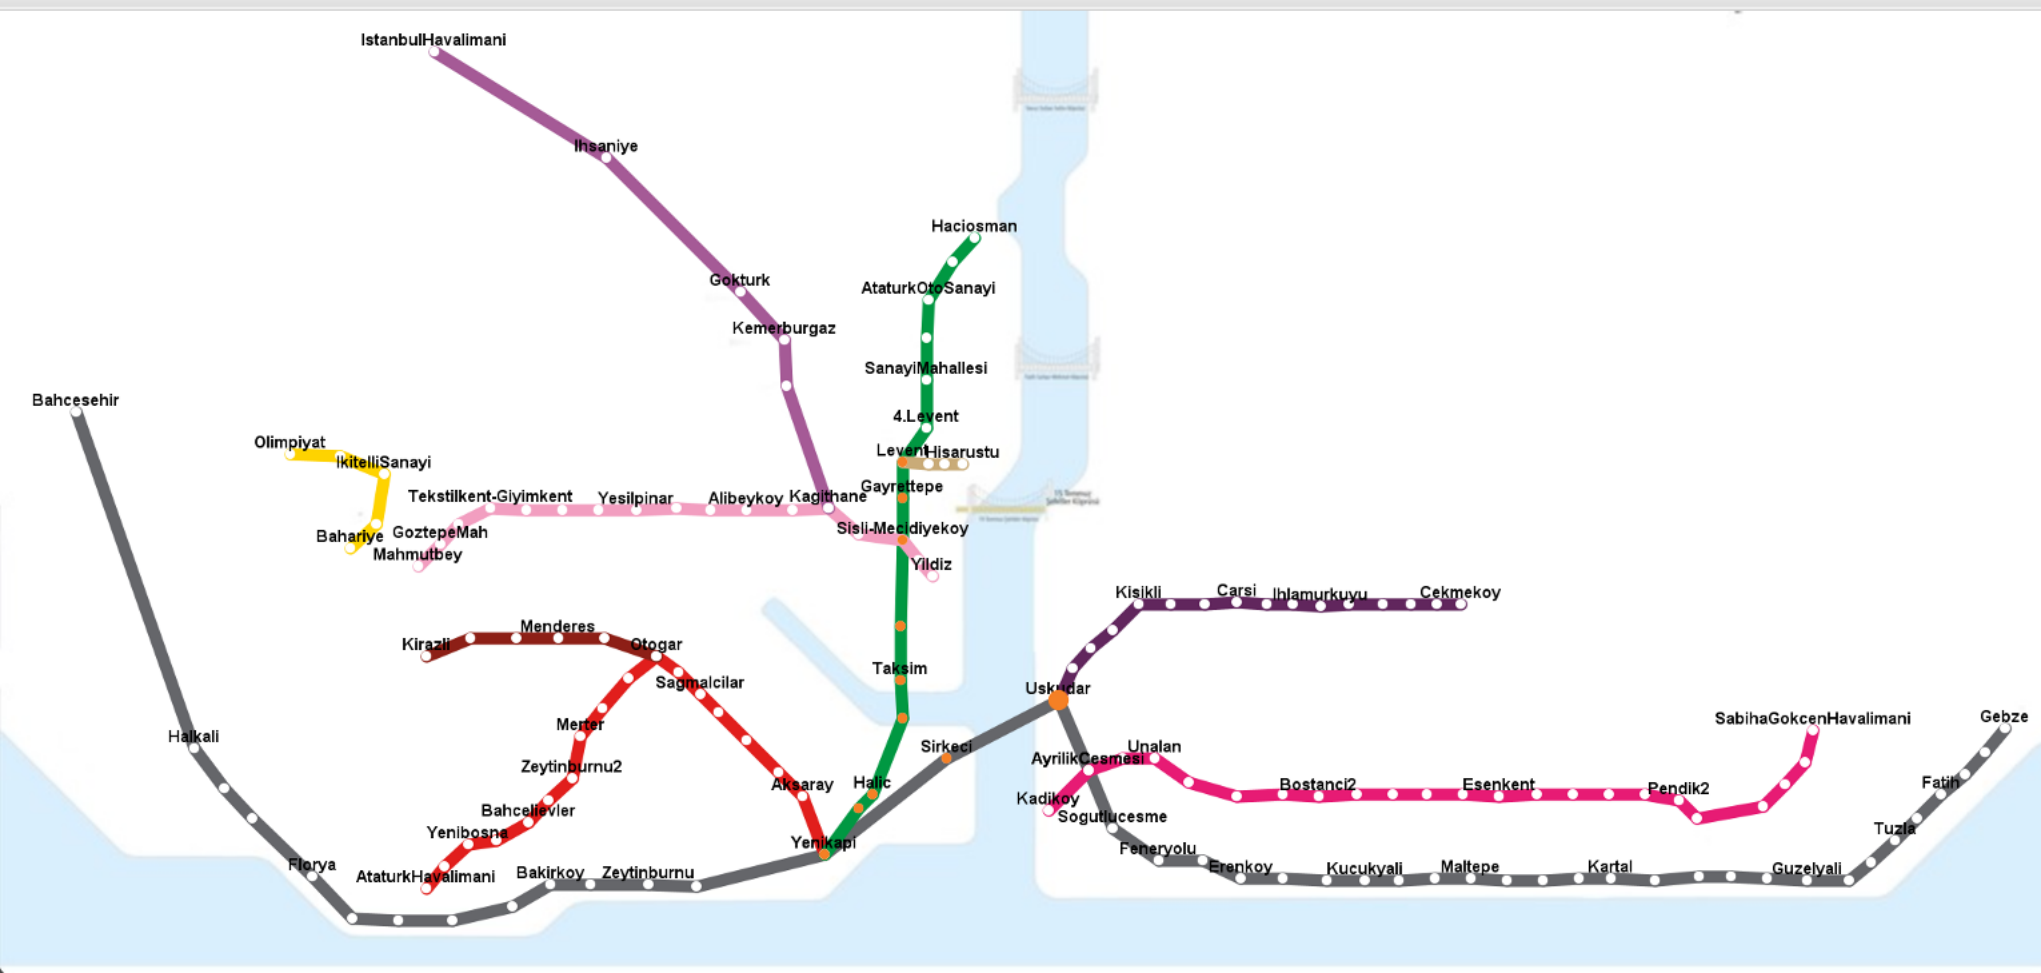 IstanbulHavalimani
Ihsaniye
Haciosman
Gokturk
AtaturkOtoSanayi
Kemerburgaz
SanayiMahallesi
Bahcesehir
4.Levent
Olimpiyat
IkitelliSanayi
Levent
Hisarustu
Gayrettepe
Tekstilkent-Giyimkent
Yesilpinar
Alibeykoy
Kagithane
15 Temmuz
Bahariye
GoztepeMah
Sisli-Mecidiyekoy
Mahmutbey
Yildiz
Kisikli
Carsi
Ihlamurkuyu
Cekmekoy
Kirazli
Menderes
Otogar
Sagmalcilar
Taksim
Uskudar
Merter
Halkali
Sirkeci
AyrilikCesmesi
Unalan
SabihaGokcenHavalimani
Gebze
Zeytinburnu2
Aksaray
Halic
Kadikoy
Bostanci2
Esenkent
Pendik2
Fatih
Bahcelievler
Sogutlucesme
Yenibosna
Yenikapi
Feneryolu
Tuzla
Florya
AtaturkHavalimani
Bakirkoy
Zeytinburnu
Erenkoy
Kucukyali
Maltepe
Kartal
Guzelyali